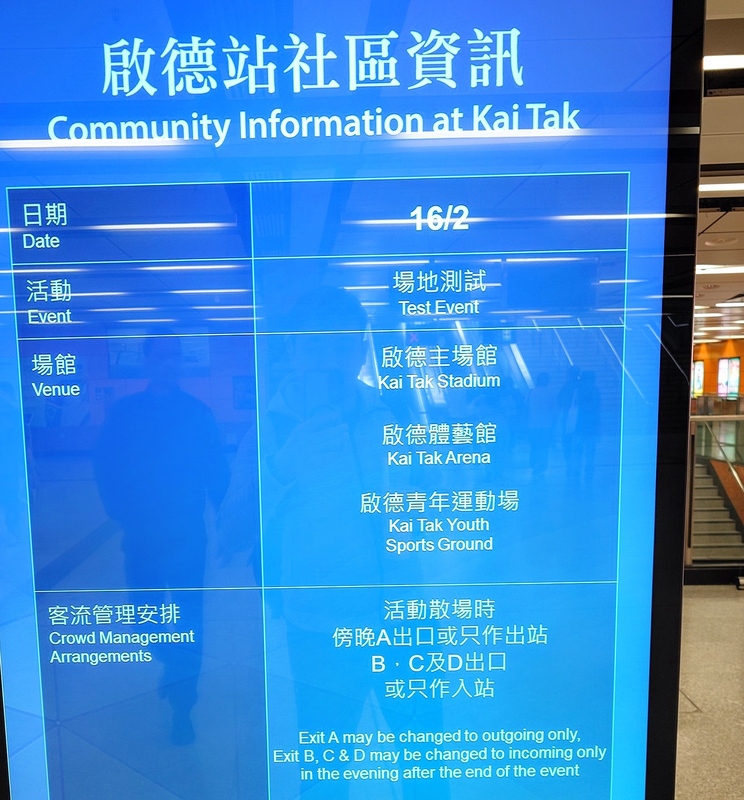 啟德站社區資訊
Community Information at Kai Tak
日期
Date
16/2
活動
Event
場地測試
Test Event
場館
Venue
啟德主場館
Kai Tak Stadium
啟德體藝館
Kai Tak Arena
啟德青年運動場
Kai Tak Youth
Sports Ground
客流管理安排
Crowd Management
Arrangements
活動散場時
傍晚A出口或只作出站
B，C及D出口
或只作入站
Exit A may be changed to outgoing only,
Exit B, C & D may be changed to incoming only
in the evening after the end of the event